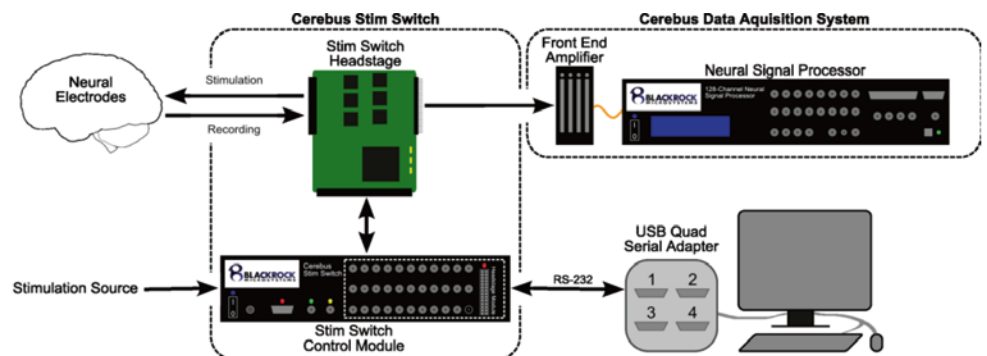 Cerebus Stim Switch
Cerebus Data Aquisition System
Stim Switch
Headstage
Front End
Amplifier
Neural Signal Processor
Neural
Electrodes
Stimulation
Recording
BLACKROCK
MICROSYSTEMS
128-Channel Neural
Signal Processor
USB Quad
Serial Adapter
1 2
3 4
RS-232
Stimulation Source
BLACKROCK
MICROSYSTEMS
Cerebus
Stim Switch
Headstage Module
Stim Switch
Control Module